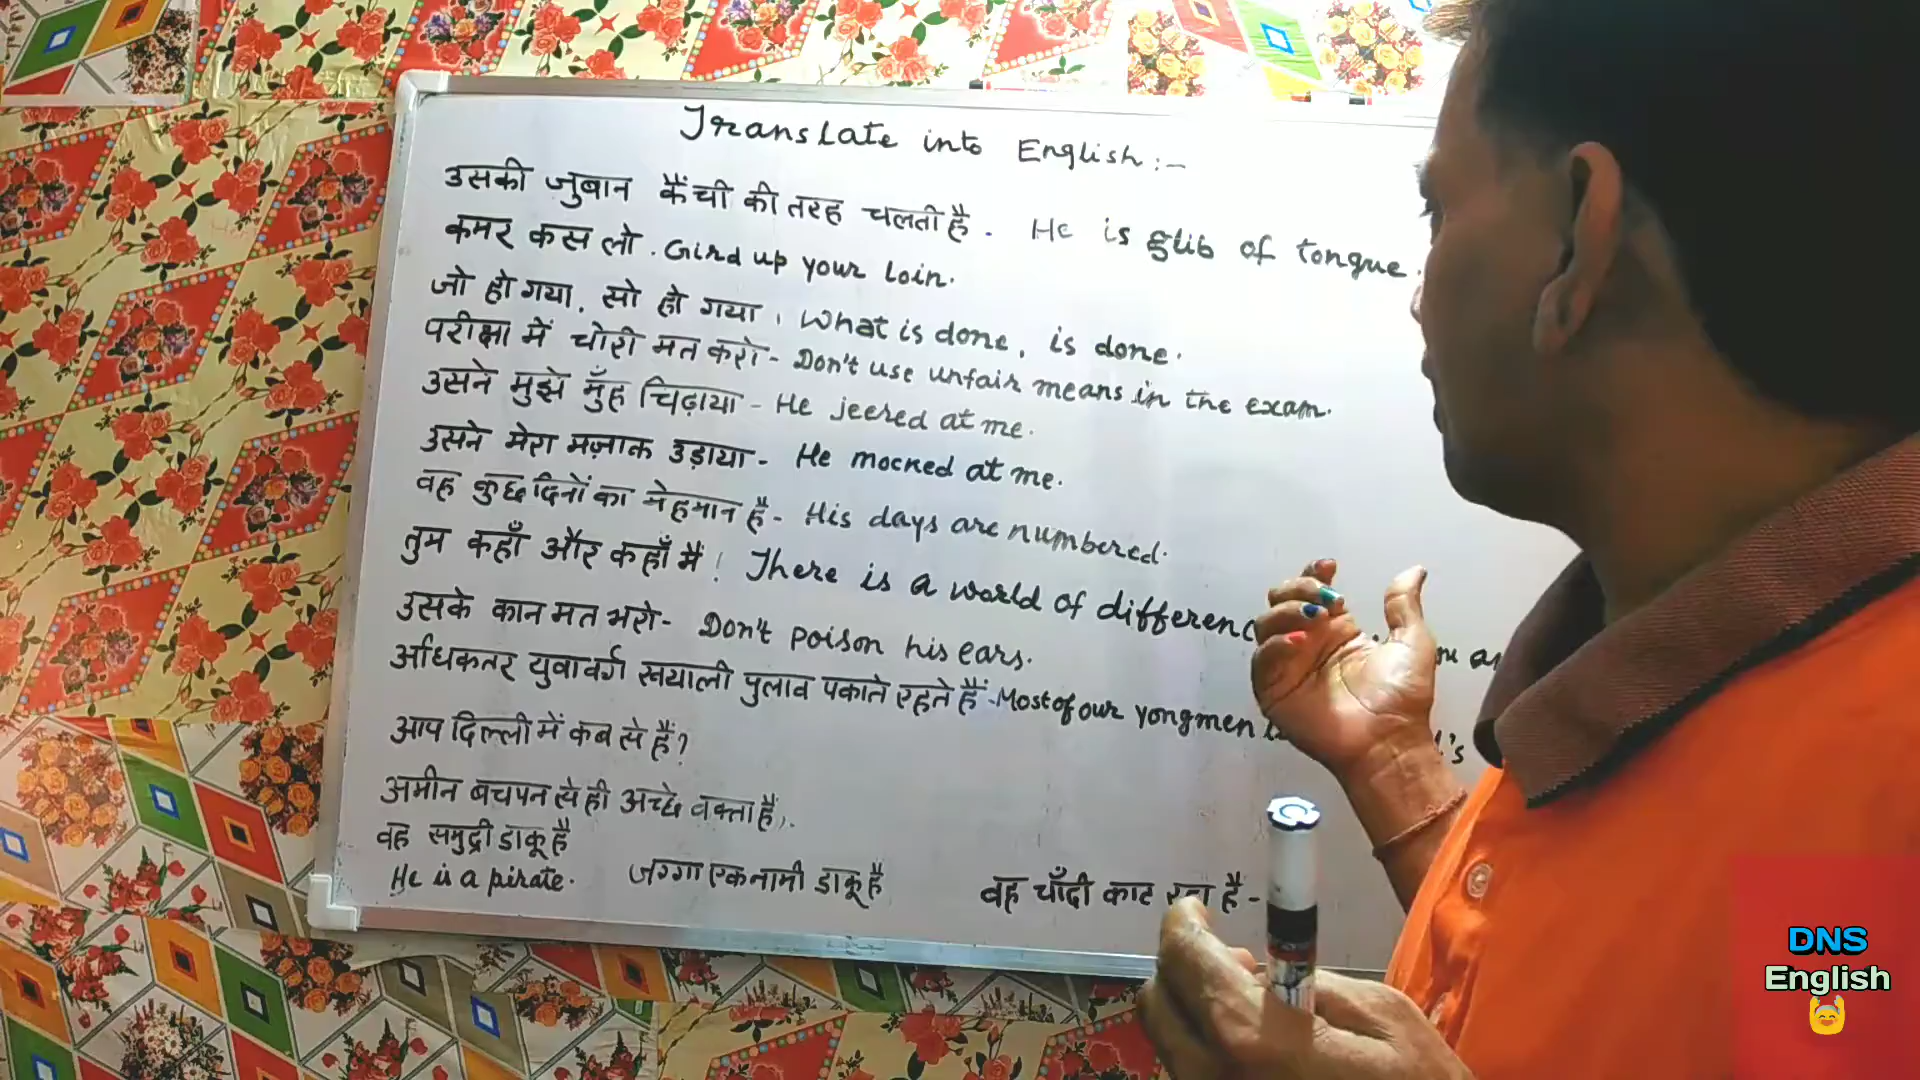 Translate into English:-
उसकी जुबान कैंची की तरह चलती है. He is glib of tongue.
कमर कस लो. Gird up your loin.
जो हो गया, सो हो गया, What is done, is done.
परीक्षा में चोरी मत करो- Don't use unfair means in the exam.
उसने मुझे मुँह चिढ़ाया - He jeered at me.
उसने मेरा मज़ाक उड़ाया - He mocked at me.
वह कुछ दिनों का मेहमान है - His days are numbered.
तुम कहाँ और कहाँ मैं! There is a world of
उसके कान मत भरो- Don't poison his ears.
अधिकतर युवावर्ग खयाली पुलाव पकाते रहते हैं -Most of our yongmen
आप दिल्ली में कब से हैं?
अमीन बचपन से ही अच्छे वक्ता हैं.
वह समुद्री डाकू है
He is a pirate.
जग्गा एक नामी डाकू है
वह चाँदी काट रहा है -
DNS
English